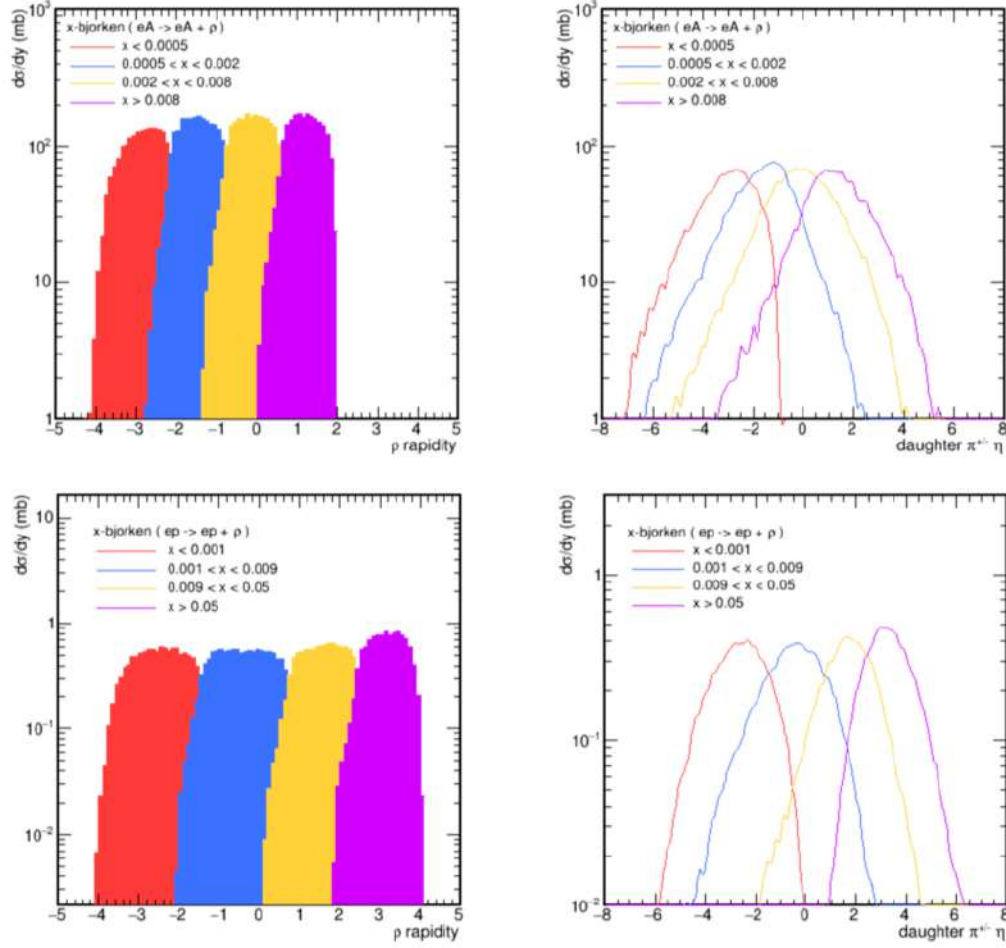 dσ/dy (mb)
10³
10²
10
1
x-bjorken ( eA -> eA + ρ)
x < 0.0005
0.0005 < x < 0.002
0.002 < x < 0.008
x > 0.008
−5 −4 −3 −2 −1 0 1 2 3 4 5
ρ rapidity
dσ/dy (mb)
10³
10²
10
1
x-bjorken ( eA -> eA + ρ)
x < 0.0005
0.0005 < x < 0.002
0.002 < x < 0.008
x > 0.008
−8 −6 −4 −2 0 2 4 6 8
daughter π⁺/⁻ η
dσ/dy (mb)
10
1
10⁻¹
10⁻²
x-bjorken ( ep -> ep + ρ)
x < 0.001
0.001 < x < 0.009
0.009 < x < 0.05
x > 0.05
−5 −4 −3 −2 −1 0 1 2 3 4 5
ρ rapidity
dσ/dy (mb)
1
10⁻¹
10⁻²
x-bjorken ( ep -> ep + ρ)
x < 0.001
0.001 < x < 0.009
0.009 < x < 0.05
x > 0.05
−8 −6 −4 −2 0 2 4 6 8
daughter π⁺/⁻ η